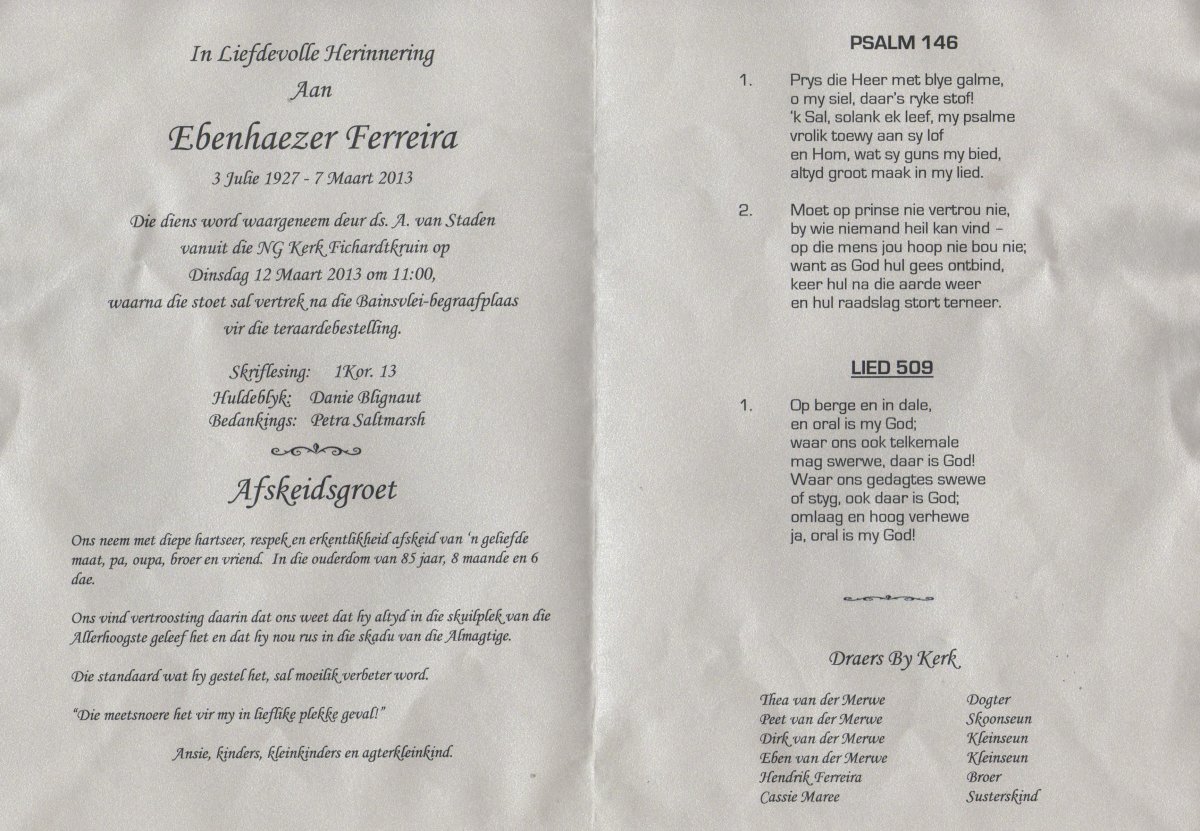 In Liefdevolle Herinnering
Aan
Ebenhaezer Ferreira
3 Julie 1927 - 7 Maart 2013
Die diens word waargeneem deur ds. A. van Staden
vanuit die NG Kerk Fichardtkruin op
Dinsdag 12 Maart 2013 om 11:00,
waarna die stoet sal vertrek na die Bainsvlei-begraafplaas
vir die teraardebestelling.
Skriflesing: 1Kor. 13
Huldeblyk: Danie Blignaut
Bedankings: Petra Saltmarsh
Afskeidsgroet
Ons neem met diepe hartseer, respek en erkentlikheid afskeid van ‘n geliefde
maat, pa, oupa, broer en vriend. In die ouderdom van 85 jaar, 8 maande en 6
dae.
Ons vind vertroosting daarin dat ons weet dat hy altyd in die skuilplek van die
Allerhoogste geleef het en dat hy nou rus in die skadu van die Almagtige.
Die standaard wat hy gestel het, sal moeilik verbeter word.
“Die meetsnoere het vir my in lieflike plekke geval!”
Ansie, kinders, kleinkinders en agterkleinkind.
PSALM 146
1. Prys die Heer met blye galme,
o my siel, daar’s ryke stof!
‘k Sal, solank ek leef, my psalme
vrolik toewy aan sy lof
en Hom, wat sy guns my bied,
altyd groot maak in my lied.
2. Moet op prinse nie vertrou nie,
by wie niemand heil kan vind –
op die mens jou hoop nie bou nie;
want as God hul gees ontbind,
keer hul na die aarde weer
en hul raadslag stort terneer.
LIED 509
1. Op berge en in dale,
en oral is my God;
waar ons ook telkemale
mag swerwe, daar is God!
Waar ons gedagtes swewe
of styg, ook daar is God;
omlaag en hoog verhewe
ja, oral is my God!
Draers By Kerk
Thea van der Merwe Dogter
Peet van der Merwe Skoonseun
Dirk van der Merwe Kleinseun
Eben van der Merwe Kleinseun
Hendrik Ferreira Broer
Cassie Maree Susterskind